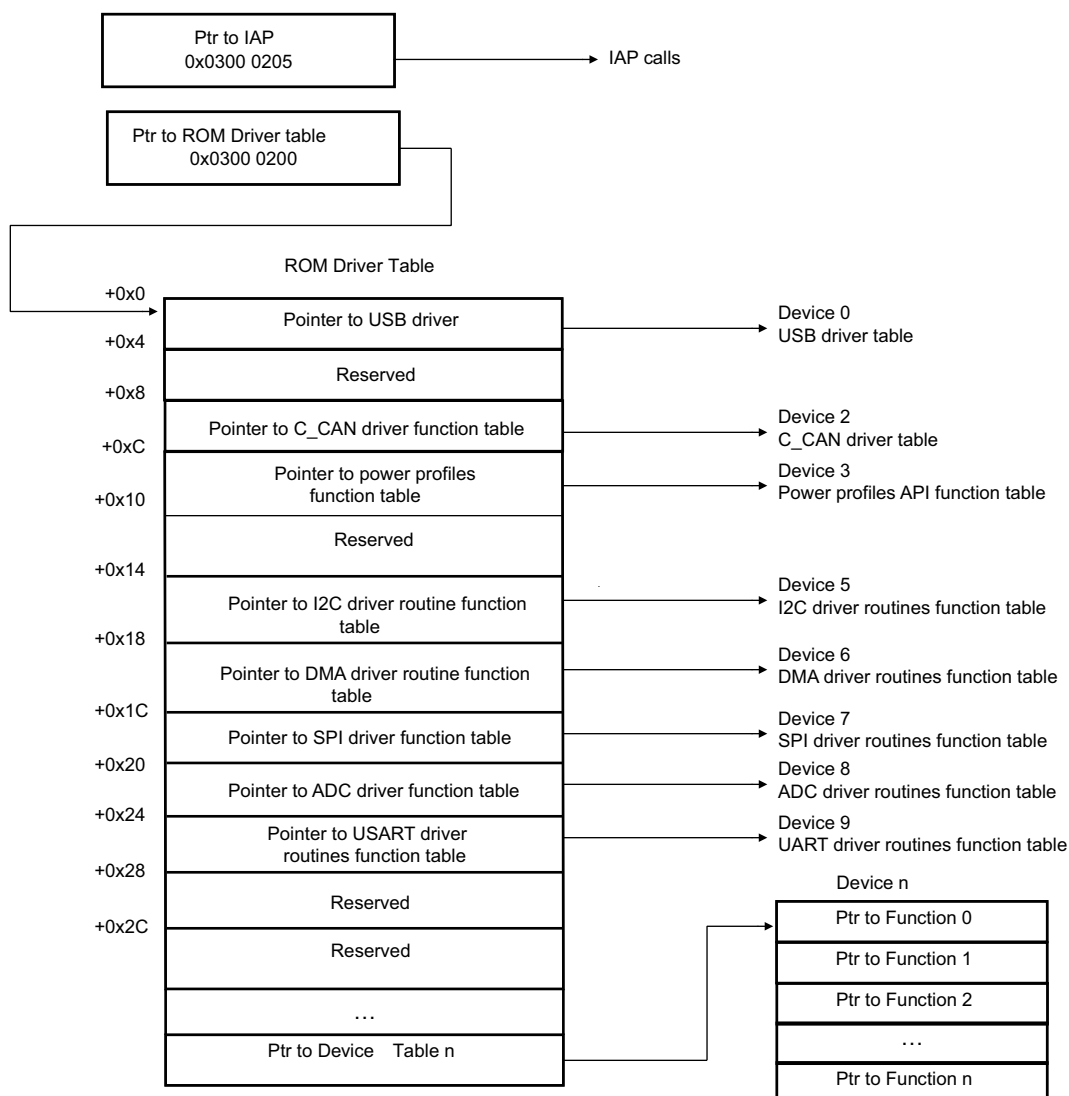 Ptr to IAP
0x0300 0205
IAP calls
Ptr to ROM Driver table
0x0300 0200
ROM Driver Table
+0x0
Pointer to USB driver
Device 0
USB driver table
+0x4
Reserved
+0x8
Pointer to C_CAN driver function table
Device 2
C_CAN driver table
+0xC
Pointer to power profiles
function table
Device 3
Power profiles API function table
+0x10
Reserved
+0x14
Pointer to I2C driver routine function
table
Device 5
I2C driver routines function table
+0x18
Pointer to DMA driver routine function
table
Device 6
DMA driver routines function table
+0x1C
Pointer to SPI driver function table
Device 7
SPI driver routines function table
+0x20
Pointer to ADC driver function table
Device 8
ADC driver routines function table
+0x24
Pointer to USART driver
routines function table
Device 9
UART driver routines function table
+0x28
Reserved
+0x2C
Reserved
…
Ptr to Device Table n
Device n
Ptr to Function 0
Ptr to Function 1
Ptr to Function 2
…
Ptr to Function n